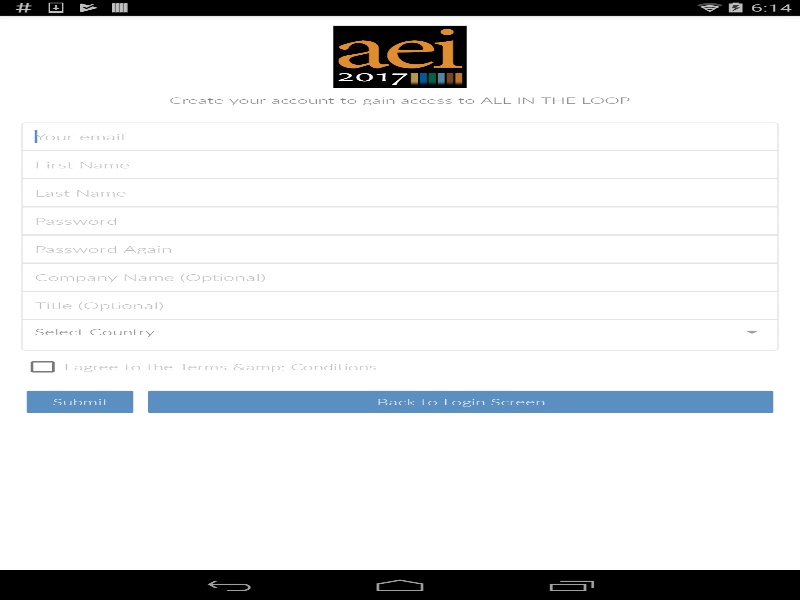 6:14
aei
2017
Create your account to gain access to ALL IN THE LOOP
Your email
First Name
Last Name
Password
Password Again
Company Name (Optional)
Title (Optional)
Select Country
I agree to the Terms &amp; Conditions
Submit
Back to Login Screen